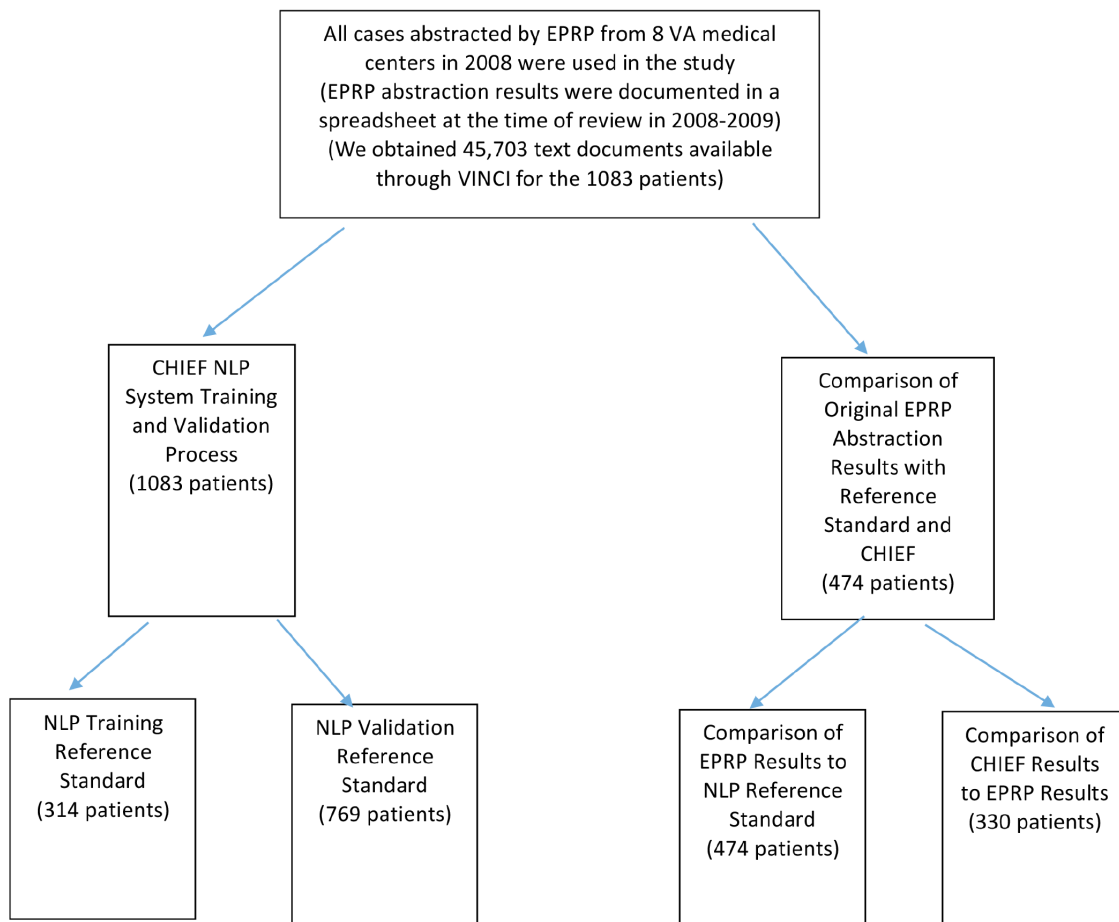 All cases abstracted by EPRP from 8 VA medical
centers in 2008 were used in the study
(EPRP abstraction results were documented in a
spreadsheet at the time of review in 2008-2009)
(We obtained 45,703 text documents available
through VINCI for the 1083 patients)
CHIEF NLP
System Training
and Validation
Process
(1083 patients)
Comparison of
Original EPRP
Abstraction
Results with
Reference
Standard and
CHIEF
(474 patients)
NLP Training
Reference
Standard
(314 patients)
NLP Validation
Reference
Standard
(769 patients)
Comparison of
EPRP Results to
NLP Reference
Standard
(474 patients)
Comparison of
CHIEF Results
to EPRP Results
(330 patients)